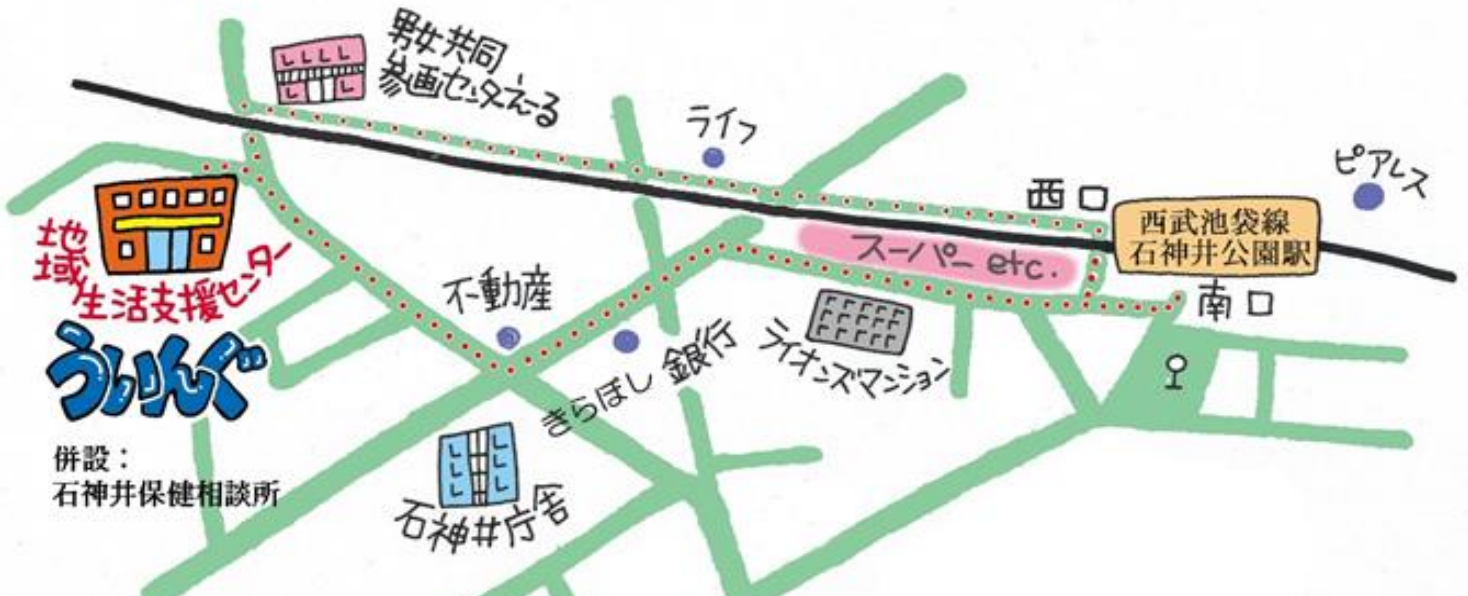 男女共同
参画センターえーる
ライフ
ピアレス
西口
西武池袋線
石神井公園駅
スーパー etc.
南口
地域
生活支援センター
ういんぐ
不動産
きらぼし 銀行
ライオンズマンション
併設：
石神井保健相談所
石神井庁舎